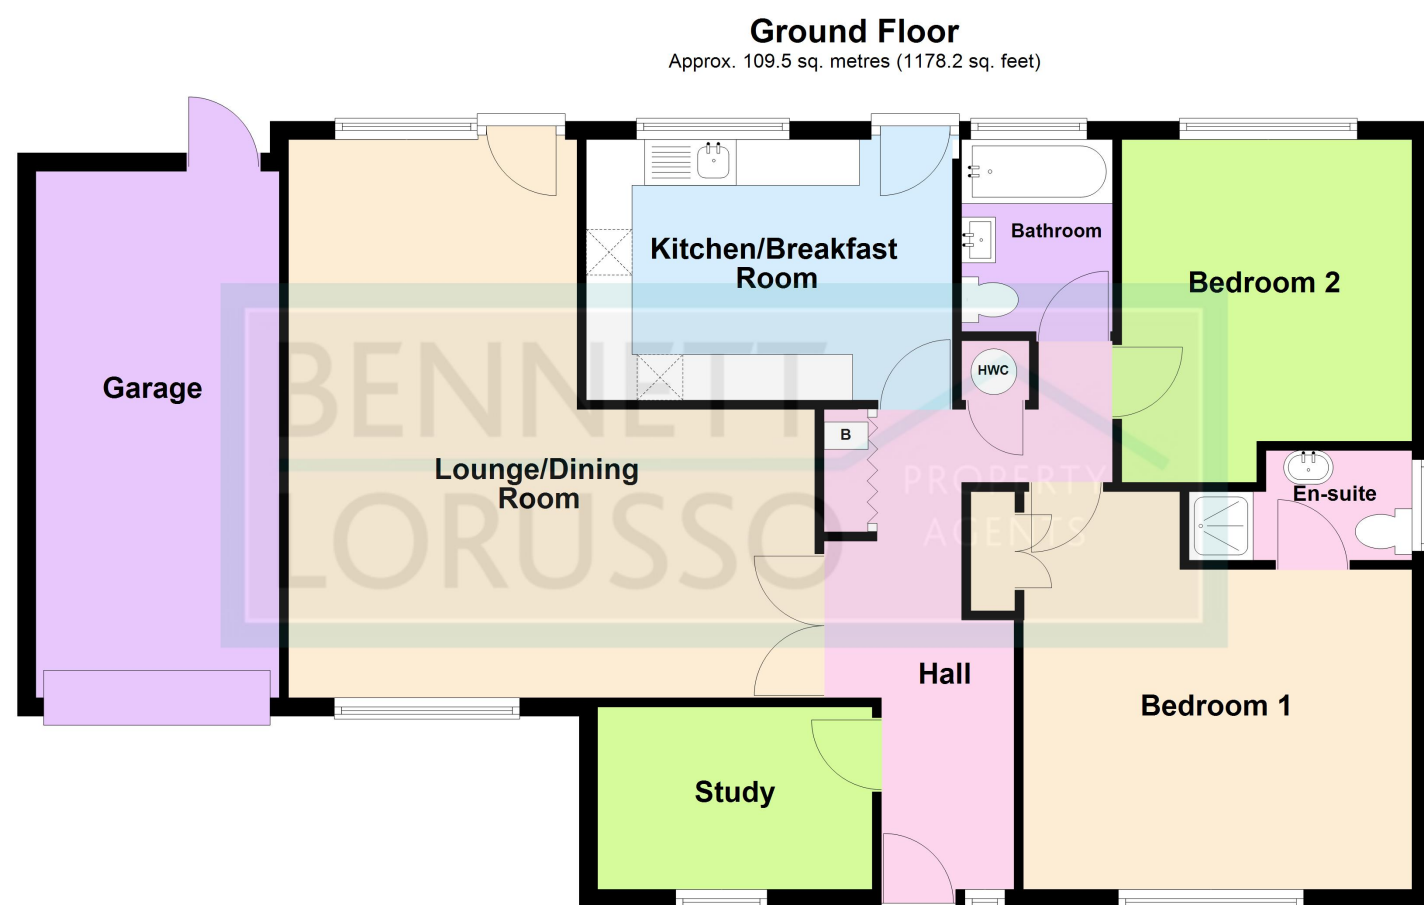 Ground Floor
Approx. 109.5 sq. metres (1178.2 sq. feet)
Bathroom
Kitchen/Breakfast
Room
Bedroom 2
BENNETT
HWC
Garage
B
Lounge/Dining
Room
PROPERTY
En-suite
LORUSSO
AGENTS
Hall
Bedroom 1
Study